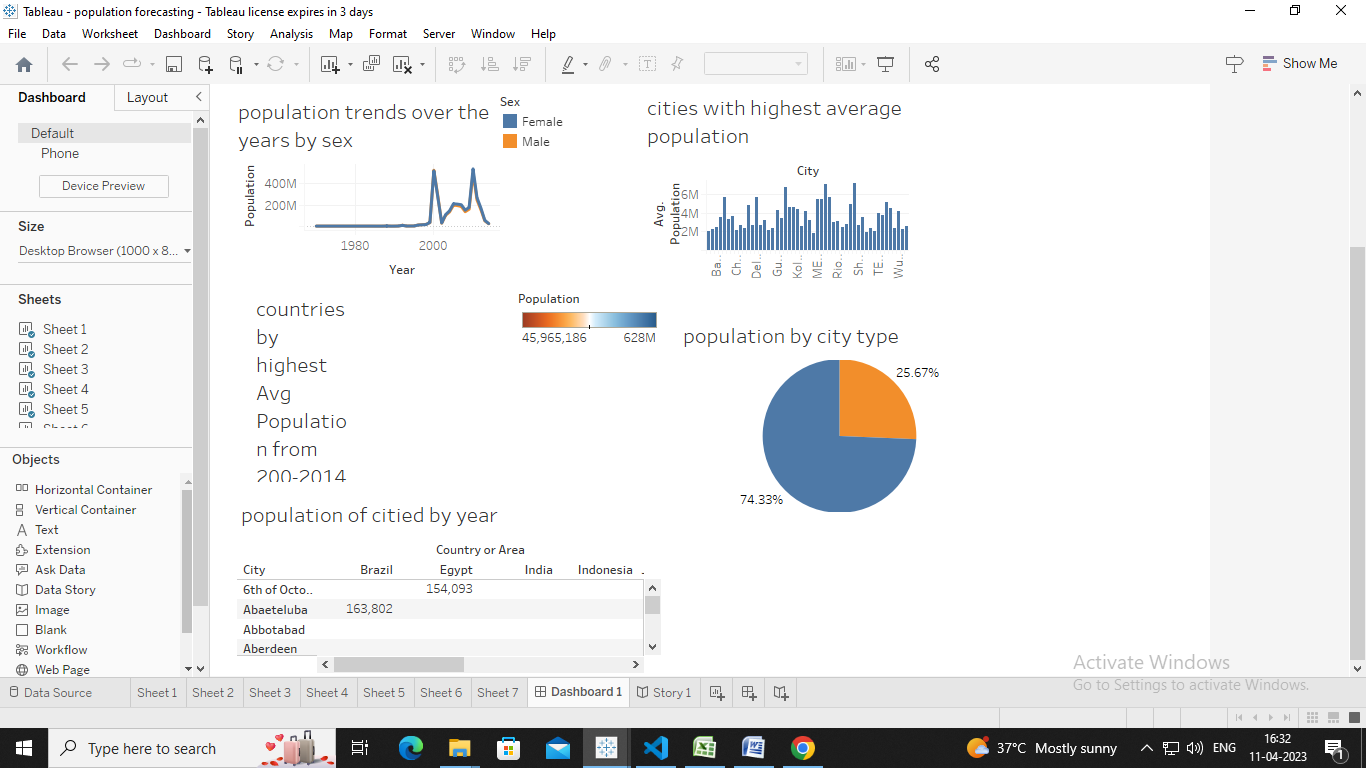 Tableau - population forecasting - Tableau license expires in 3 days
File Data Worksheet Dashboard Story Analysis Map Format Server Window Help
Show Me
Dashboard Layout
Default
Phone
Device Preview
Size
Desktop Browser (1000 x 8...
Sheets
Sheet 1
Sheet 2
Sheet 3
Sheet 4
Sheet 5
Objects
Horizontal Container
Vertical Container
Text
Extension
Ask Data
Data Story
Image
Blank
Workflow
Web Page
population trends over the
years by sex
Sex
Female
Male
Population
400M
200M
1980 2000
Year
cities with highest average
population
City
Avg.
Population
6M
4M
2M
Ba.. Ch.. Del.. Gu.. Kol.. ME.. Rio.. Sh.. TE.. Wu..
countries
by
highest
Avg
Populatio
n from
200-2014
Population
45,965,186 628M
population by city type
25.67%
74.33%
population of citied by year
Country or Area
City Brazil Egypt India Indonesia
6th of Octo.. 154,093
Abaeteluba 163,802
Abbotabad
Aberdeen
Activate Windows
Go to Settings to activate Windows.
Data Source Sheet 1 Sheet 2 Sheet 3 Sheet 4 Sheet 5 Sheet 6 Sheet 7 Dashboard 1 Story 1
Type here to search
37°C Mostly sunny
ENG
16:32
11-04-2023
1